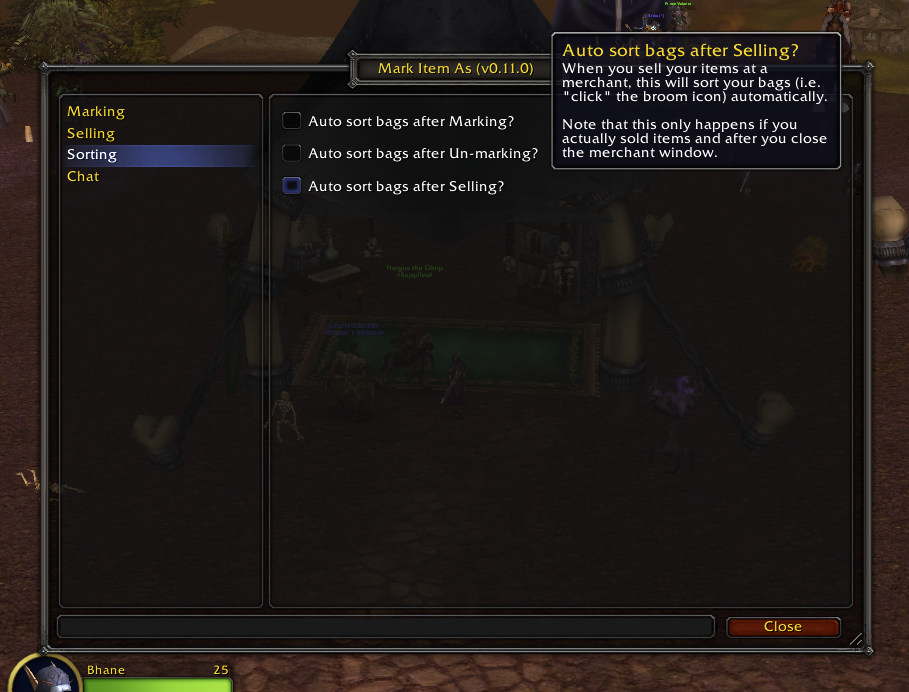 Auto sort bags after Selling?
When you sell your items at a
merchant, this will sort your bags (i.e.
"click" the broom icon) automatically.
Note that this only happens if you
actually sold items and after you close
the merchant window.
Mark Item As (v0.11.0)
Marking
Selling
Sorting
Chat
Auto sort bags after Marking?
Auto sort bags after Un-marking?
Auto sort bags after Selling?
Close
Bhane 25